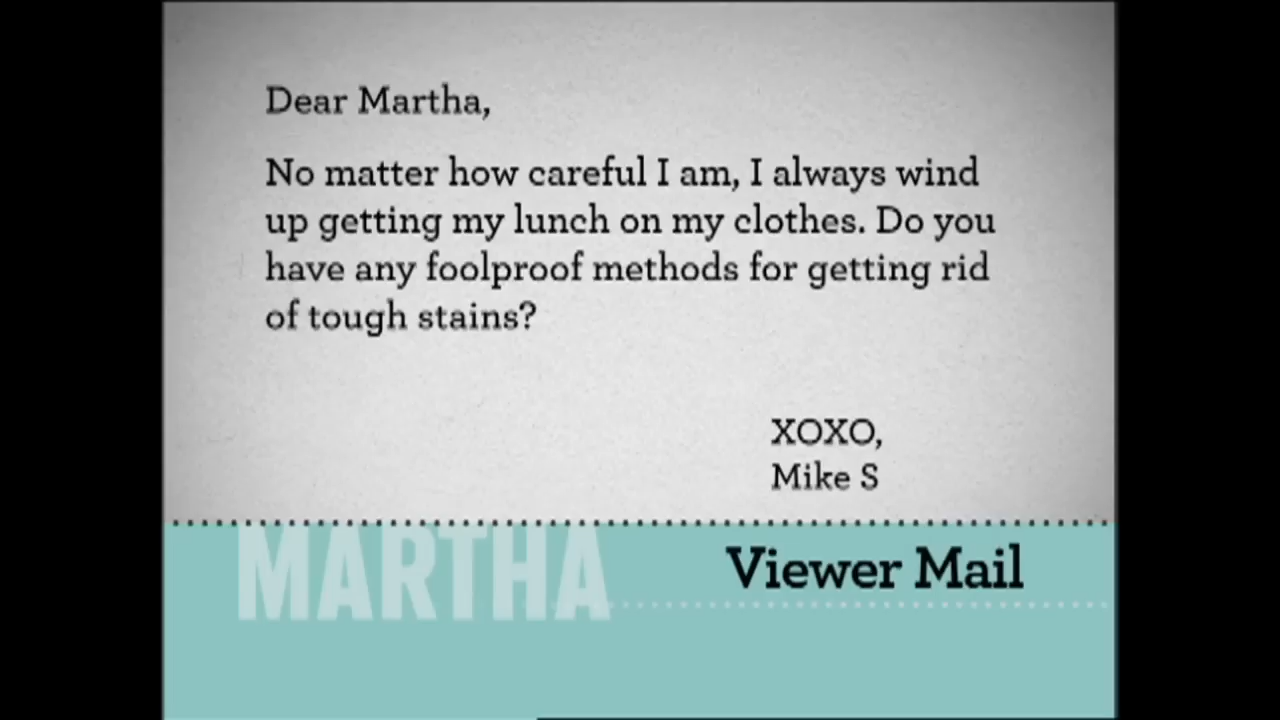 Dear Martha,
No matter how careful I am, I always wind
up getting my lunch on my clothes. Do you
have any foolproof methods for getting rid
of tough stains?
XOXO,
Mike S
MARTHA
Viewer Mail